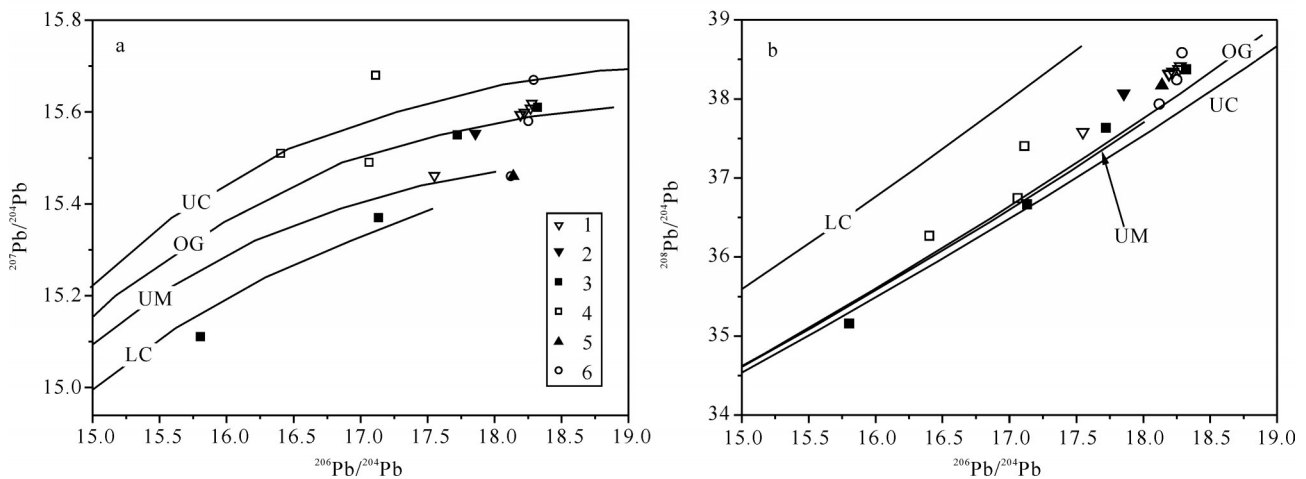 a
15.8
15.6
15.4
15.2
15.0
²⁰⁷Pb/²⁰⁴Pb
UC
OG
UM
LC
1
2
3
4
5
6
15.0 15.5 16.0 16.5 17.0 17.5 18.0 18.5 19.0
²⁰⁶Pb/²⁰⁴Pb
b
39
38
37
36
35
34
²⁰⁸Pb/²⁰⁴Pb
LC
OG
UC
UM
15.0 15.5 16.0 16.5 17.0 17.5 18.0 18.5 19.0
²⁰⁶Pb/²⁰⁴Pb